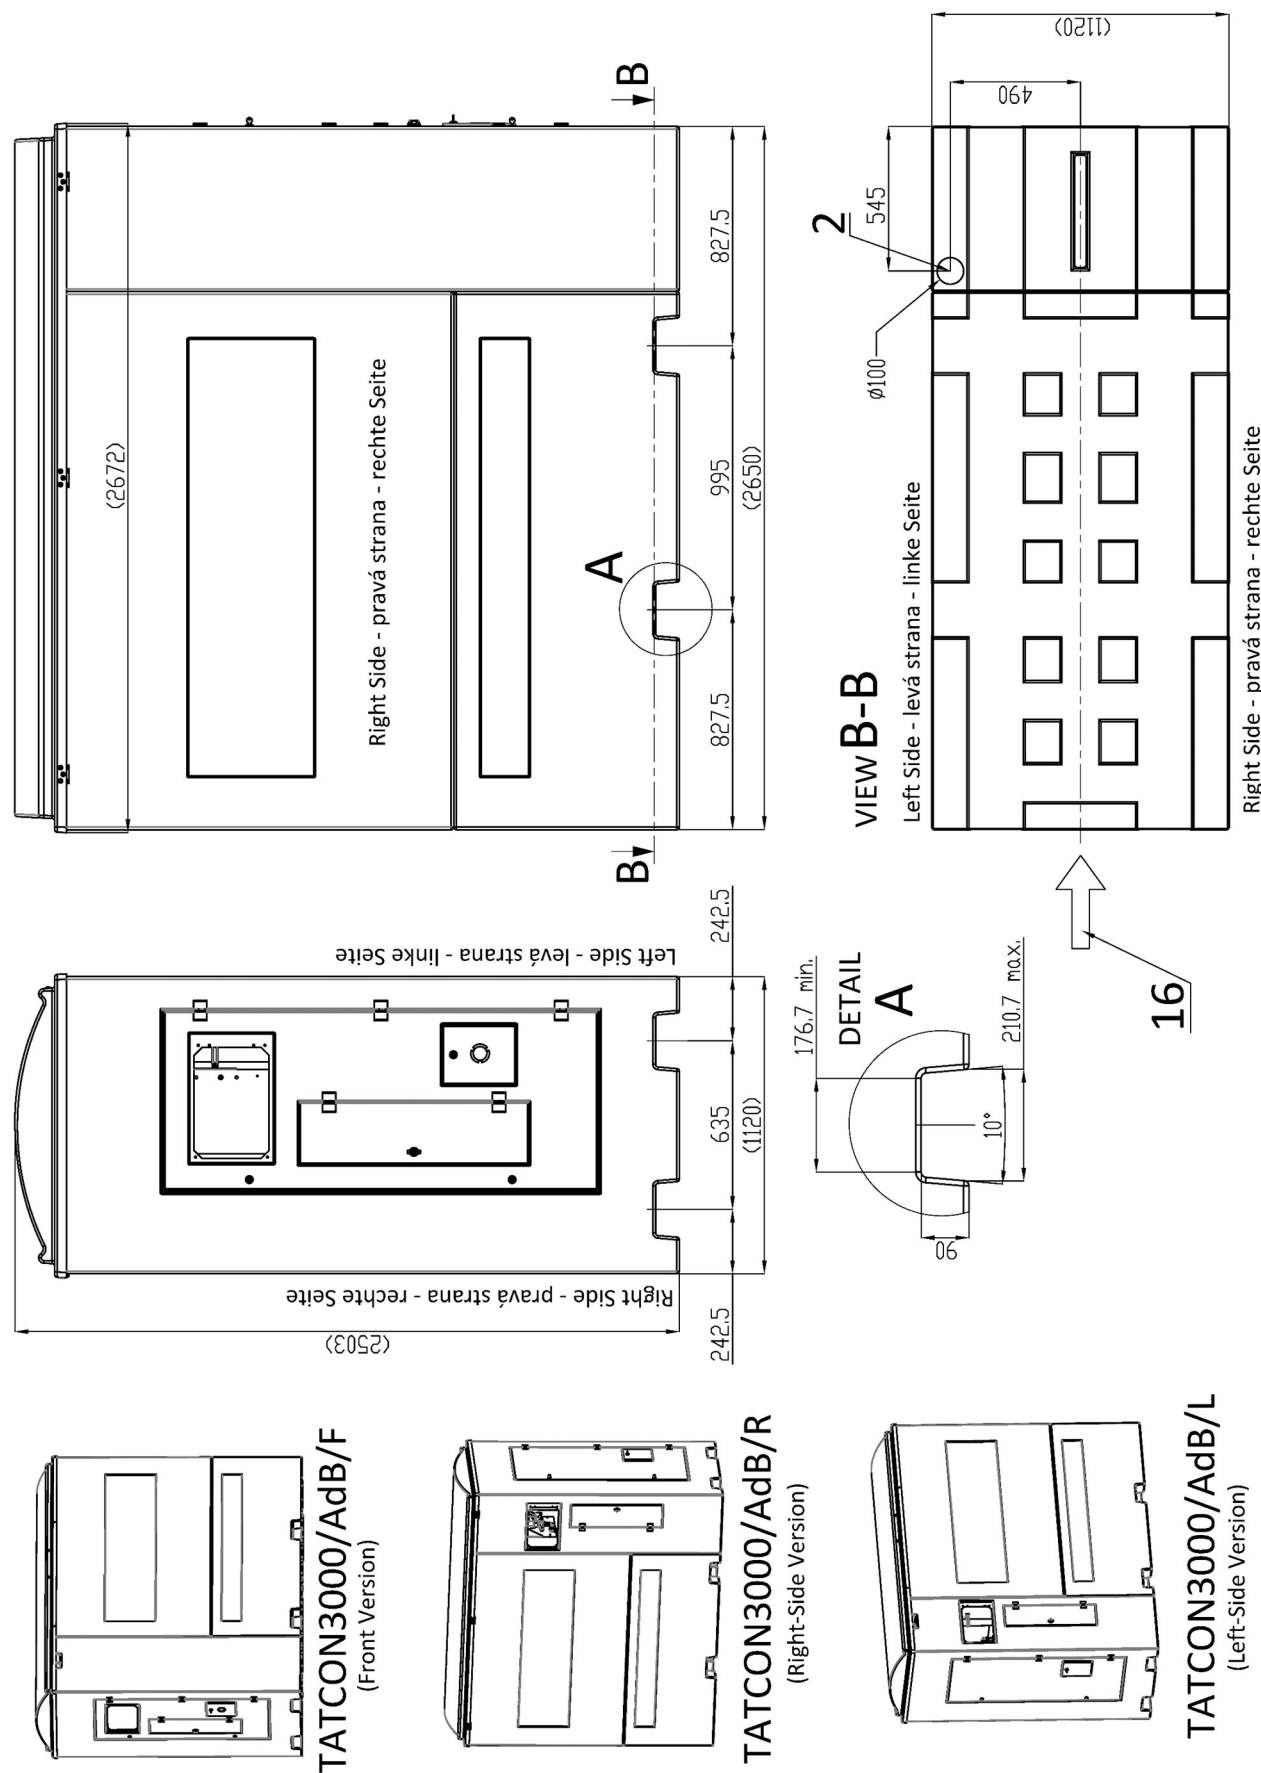 (2503)
Right Side - pravá strana - rechte Seite
Left Side - levá strana - linke Seite
242.5
635
242.5
(1120)
(2672)
Right Side - pravá strana - rechte Seite
A
B
B
827.5
995
827.5
(2650)
TATCON3000/AdB/F
(Front Version)
TATCON3000/AdB/R
(Right-Side Version)
TATCON3000/AdB/L
(Left-Side Version)
DETAIL
A
176.7 min.
90
10°
210.7 max.
16
VIEW B-B
Left Side - levá strana - linke Seite
Right Side - pravá strana - rechte Seite
ø100
2
545
490
(1120)